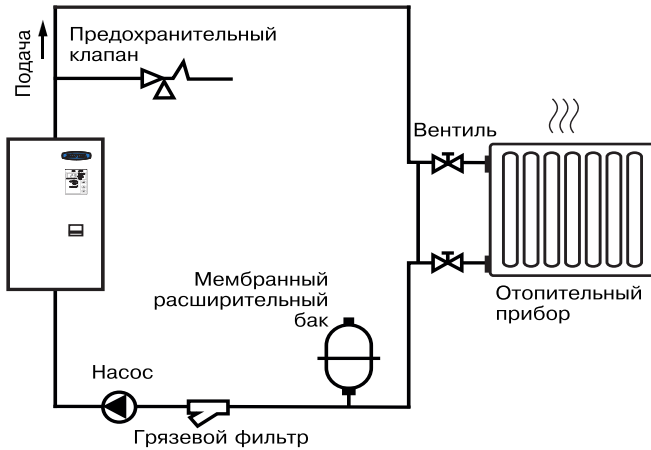 Подача
Предохранительный
клапан
Вентиль
Мембранный
расширительный
бак
Отопительный
прибор
Насос
Грязевой фильтр